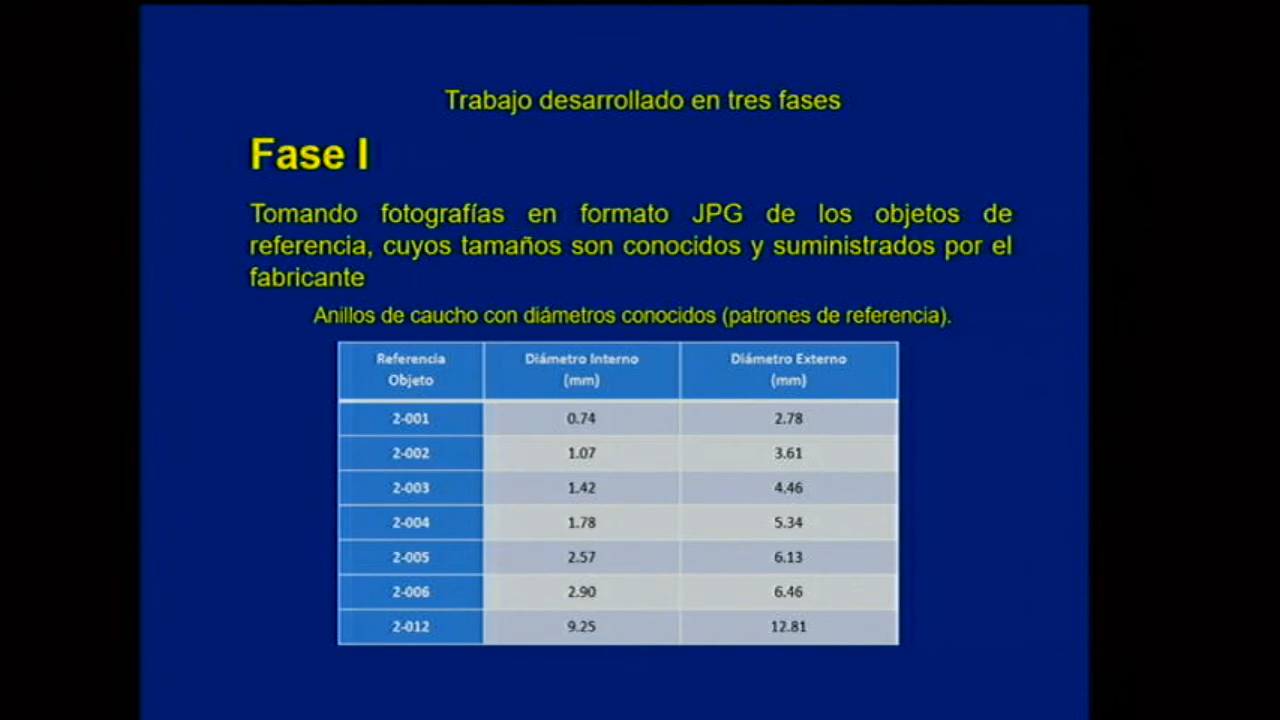 Trabajo desarrollado en tres fases
Fase I
Tomando fotografías en formato JPG de los objetos de
referencia, cuyos tamaños son conocidos y suministrados por el
fabricante
Anillos de caucho con diámetros conocidos (patrones de referencia).
Referencia Objeto Diámetro Interno (mm) Diámetro Externo (mm)
2-001 0.74 2.78
2-002 1.07 3.61
2-003 1.42 4.46
2-004 1.78 5.34
2-005 2.57 6.13
2-006 2.90 6.46
2-012 9.25 12.81